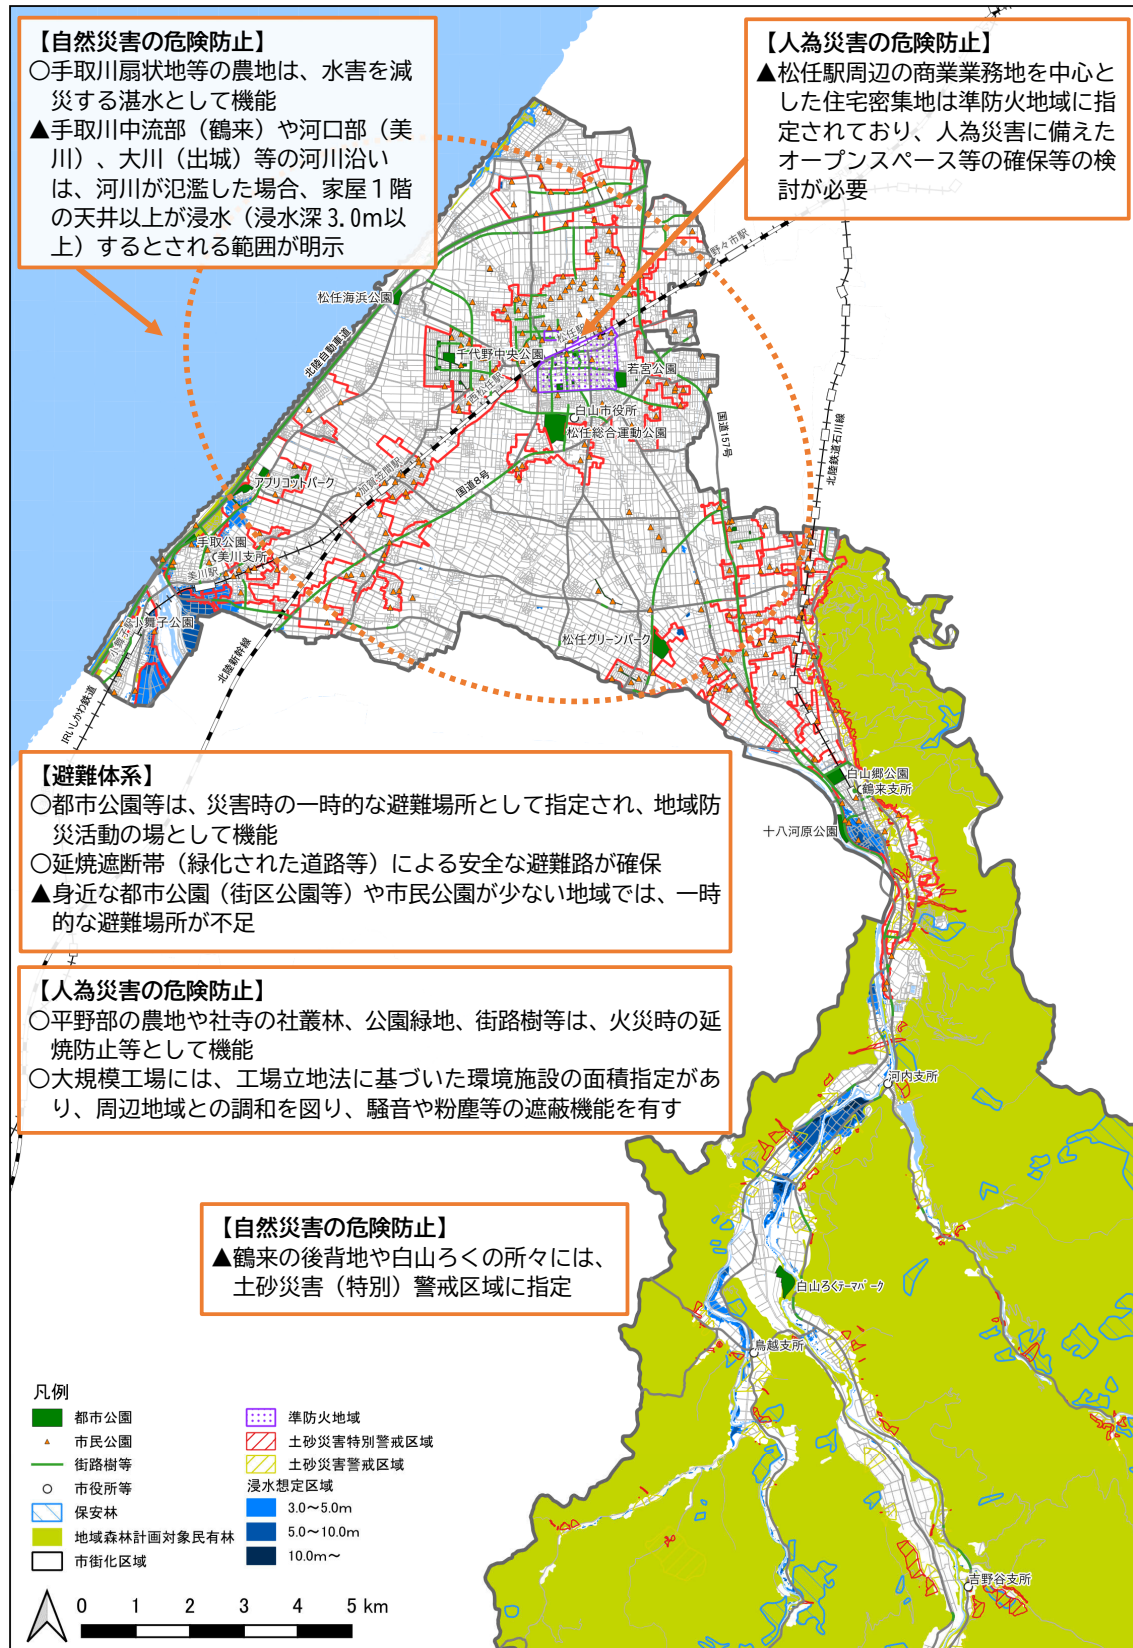 【自然災害の危険防止】
○手取川扇状地等の農地は、水害を減
災する湛水として機能
▲手取川中流部（鶴来）や河口部（美
川）、大川（出城）等の河川沿い
は、河川が氾濫した場合、家屋１階
の天井以上が浸水（浸水深 3.0m以
上）するとされる範囲が明示
【人為災害の危険防止】
▲松任駅周辺の商業業務地を中心と
した住宅密集地は準防火地域に指
定されており、人為災害に備えた
オープンスペース等の確保等の検
討が必要
野々市駅
松任海浜公園
北陸自動車道
松任駅
千代野中央公園
西松任駅
若宮公園
白山市役所
松任総合運動公園
国道157号
北陸鉄道石川線
加賀笠間駅
国道8号
アプリコットパーク
手取公園
美川支所
美川駅
小舞子公園
小舞子駅
北陸新幹線
IRいしかわ鉄道
松任グリーンパーク
白山郷公園
鶴来支所
十八河原公園
【避難体系】
○都市公園等は、災害時の一時的な避難場所として指定され、地域防
災活動の場として機能
○延焼遮断帯（緑化された道路等）による安全な避難路が確保
▲身近な都市公園（街区公園等）や市民公園が少ない地域では、一時
的な避難場所が不足
【人為災害の危険防止】
○平野部の農地や社寺の社叢林、公園緑地、街路樹等は、火災時の延
焼防止等として機能
○大規模工場には、工場立地法に基づいた環境施設の面積指定があ
り、周辺地域との調和を図り、騒音や粉塵等の遮蔽機能を有す
河内支所
【自然災害の危険防止】
▲鶴来の後背地や白山ろくの所々には、
土砂災害（特別）警戒区域に指定
白山ろくテーマパーク
鳥越支所
吉野谷支所
凡例
都市公園
市民公園
街路樹等
市役所等
保安林
地域森林計画対象民有林
市街化区域
準防火地域
土砂災害特別警戒区域
土砂災害警戒区域
浸水想定区域
3.0～5.0m
5.0～10.0m
10.0m～
0 1 2 3 4 5 km